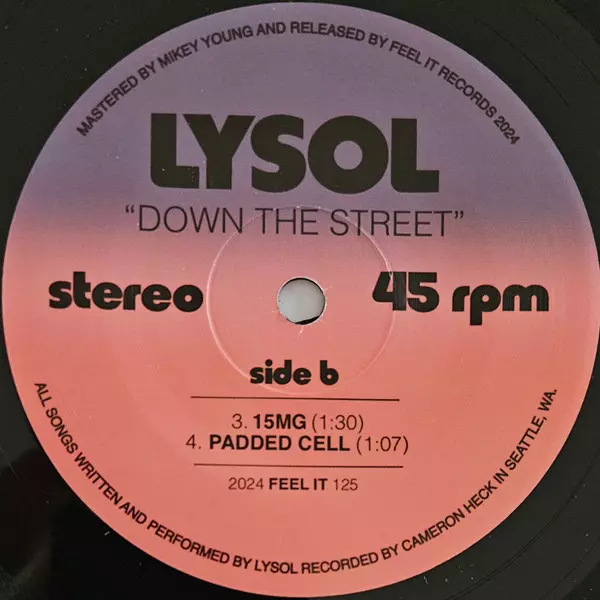 MASTERED BY MIKEY YOUNG AND RELEASED BY FEEL IT RECORDS 2024
LYSOL
“DOWN THE STREET”
stereo 45 rpm
side b
3. 15MG (1:30)
4. PADDED CELL (1:07)
2024 FEEL IT 125
ALL SONGS WRITTEN AND PERFORMED BY LYSOL RECORDED BY CAMERON HECK IN SEATTLE, WA.